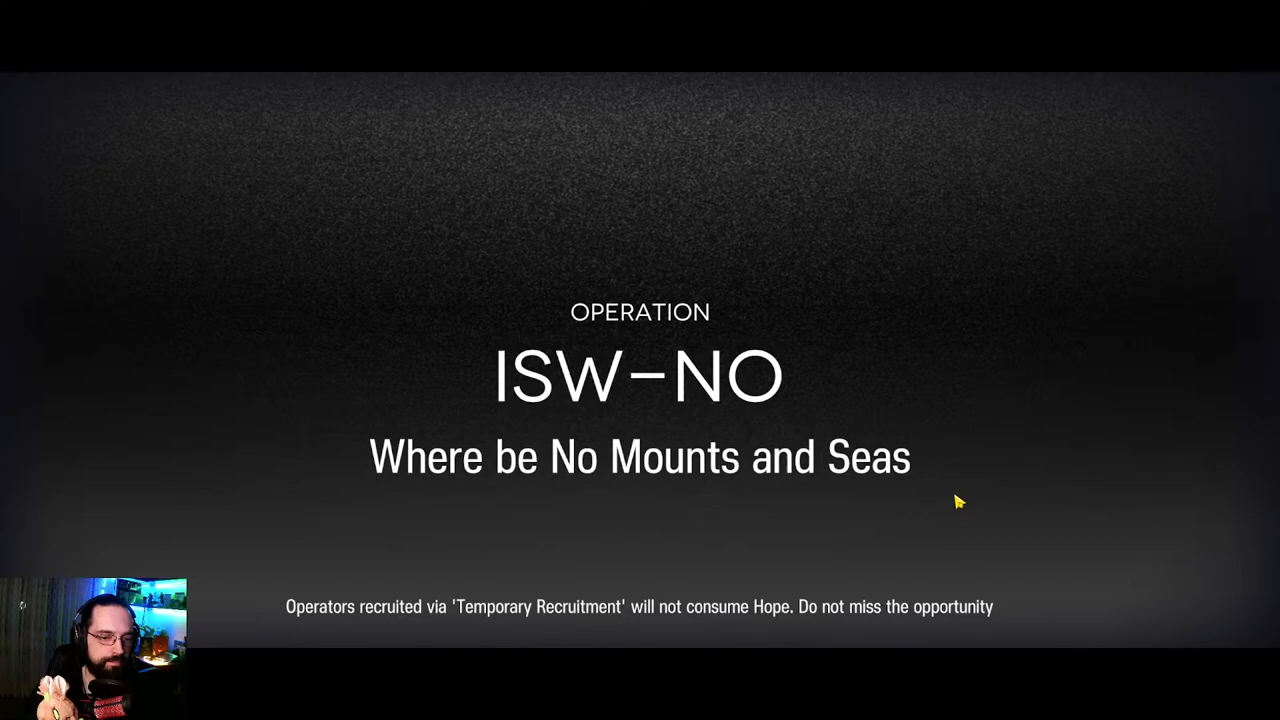 OPERATION
ISW-NO
Where be No Mounts and Seas
Operators recruited via 'Temporary Recruitment' will not consume Hope. Do not miss the opportunity